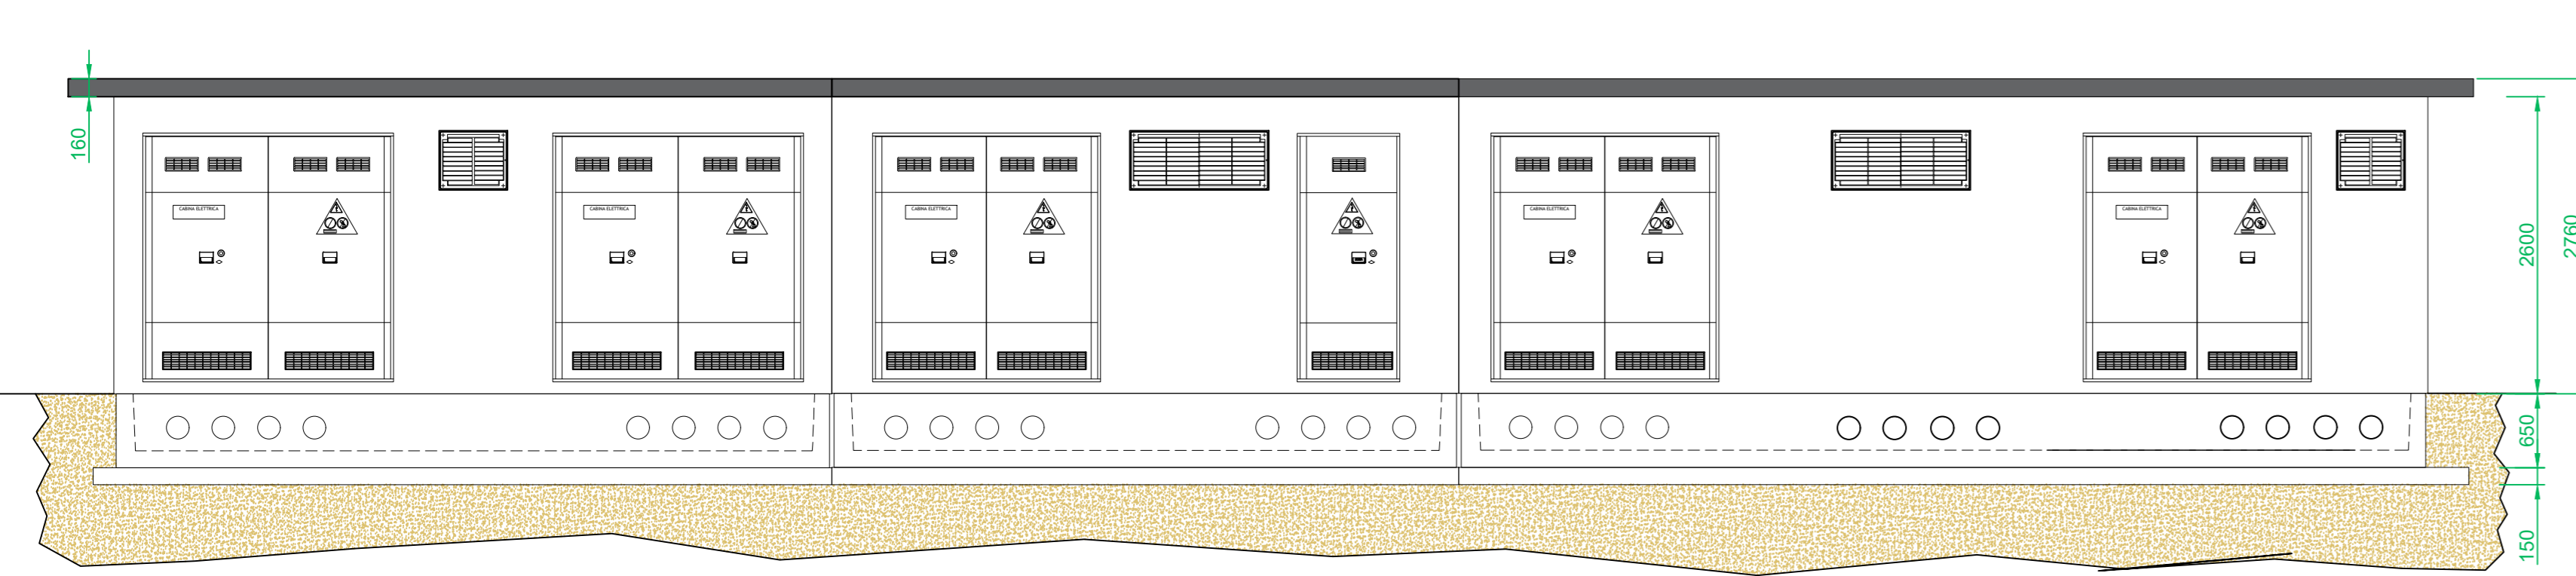 160
CABINA ELETTRICA
CABINA ELETTRICA
CABINA ELETTRICA
CABINA ELETTRICA
CABINA ELETTRICA
2600
2760
650
150